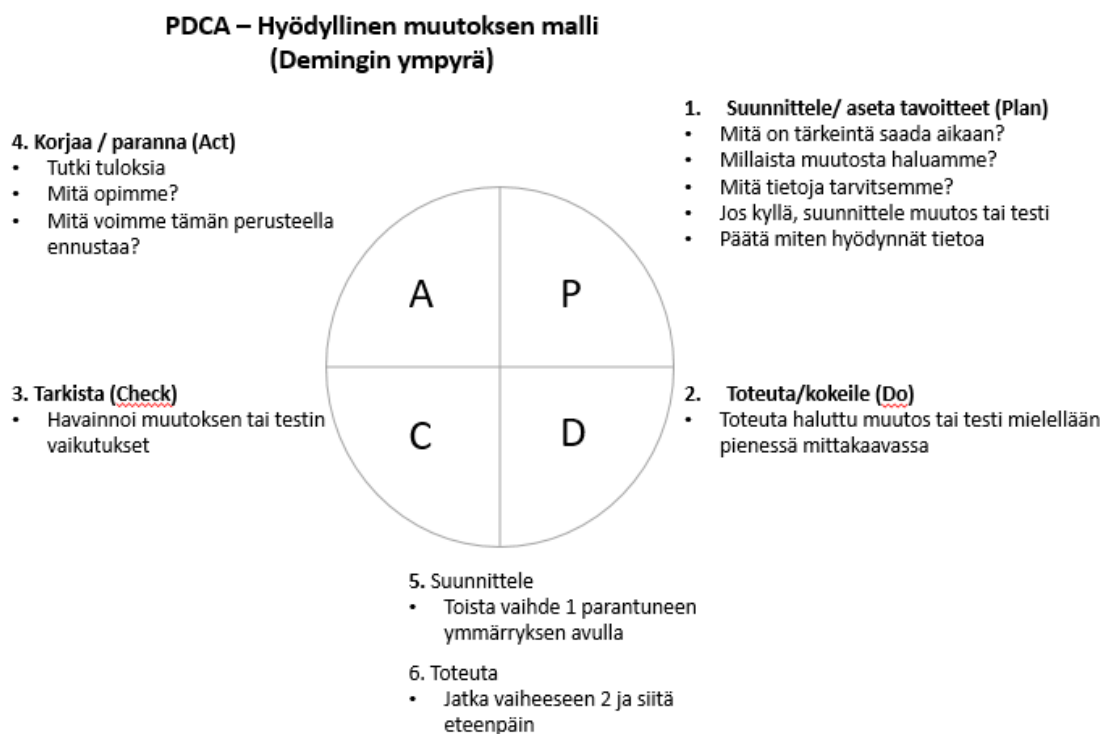 PDCA – Hyödyllinen muutoksen malli
(Demingin ympyrä)
1. Suunnittele/ aseta tavoitteet (Plan)
• Mitä on tärkeintä saada aikaan?
• Millaista muutosta haluamme?
• Mitä tietoja tarvitsemme?
• Jos kyllä, suunnittele muutos tai testi
• Päätä miten hyödynnät tietoa
4. Korjaa / paranna (Act)
• Tutki tuloksia
• Mitä opimme?
• Mitä voimme tämän perusteella
ennustaa?
A
P
3. Tarkista (Check)
• Havainnoi muutoksen tai testin
vaikutukset
C
D
2. Toteuta/kokeile (Do)
• Toteuta haluttu muutos tai testi mielellään
pienessä mittakaavassa
5. Suunnittele
• Toista vaihde 1 parantuneen
ymmärryksen avulla
6. Toteuta
• Jatka vaiheeseen 2 ja siitä
eteenpäin